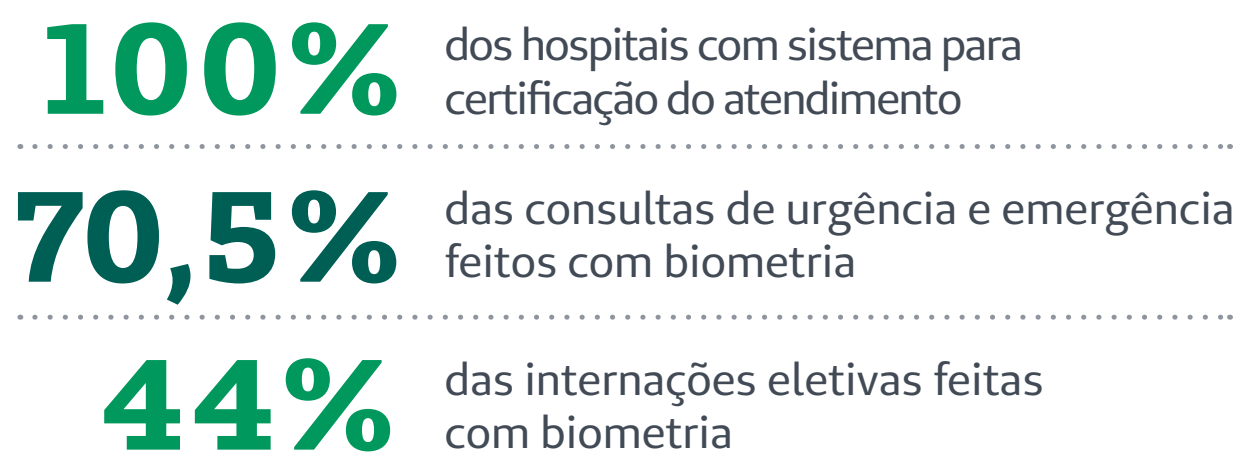 100%
dos hospitais com sistema para
certificação do atendimento
70,5%
das consultas de urgência e emergência
feitos com biometria
44%
das internações eletivas feitas
com biometria